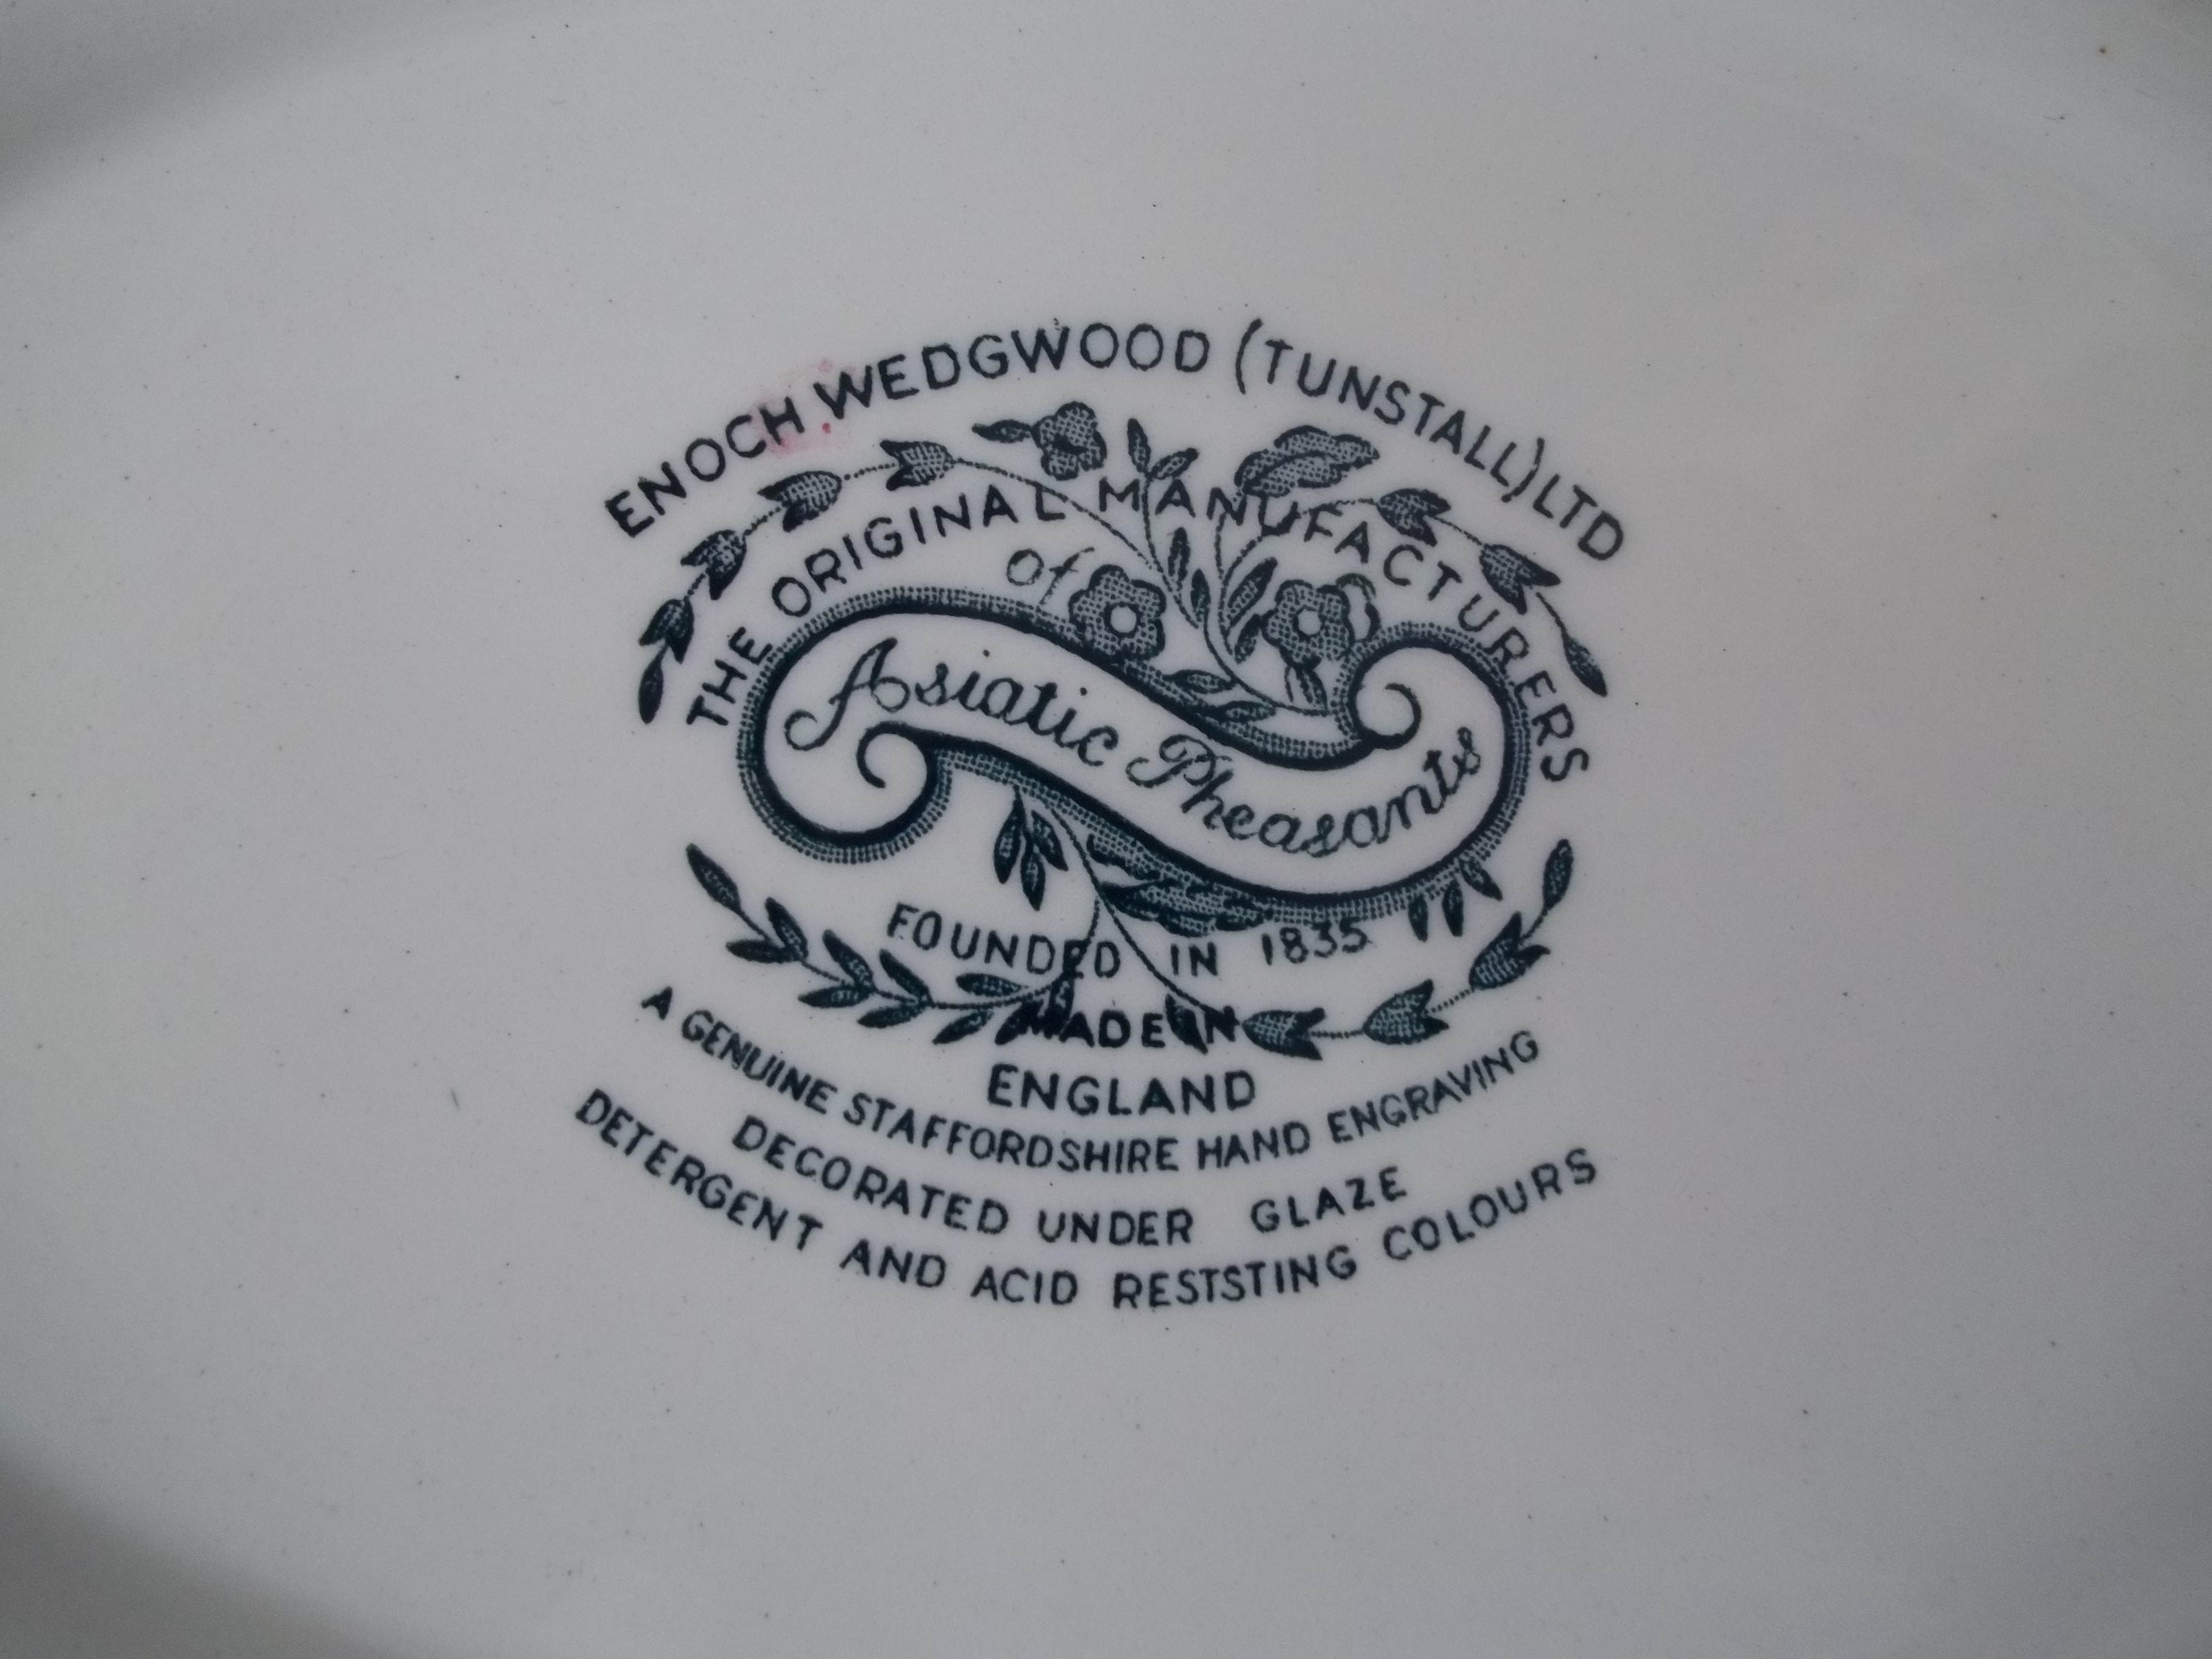 ENOCH WEDGWOOD (TUNSTALL) LTD
THE ORIGINAL MANUFACTURERS
of
Asiatic Pheasants
FOUNDED IN 1835
MADE IN
ENGLAND
A GENUINE STAFFORDSHIRE HAND ENGRAVING
DECORATED UNDER GLAZE
DETERGENT AND ACID RESTSTING COLOURS